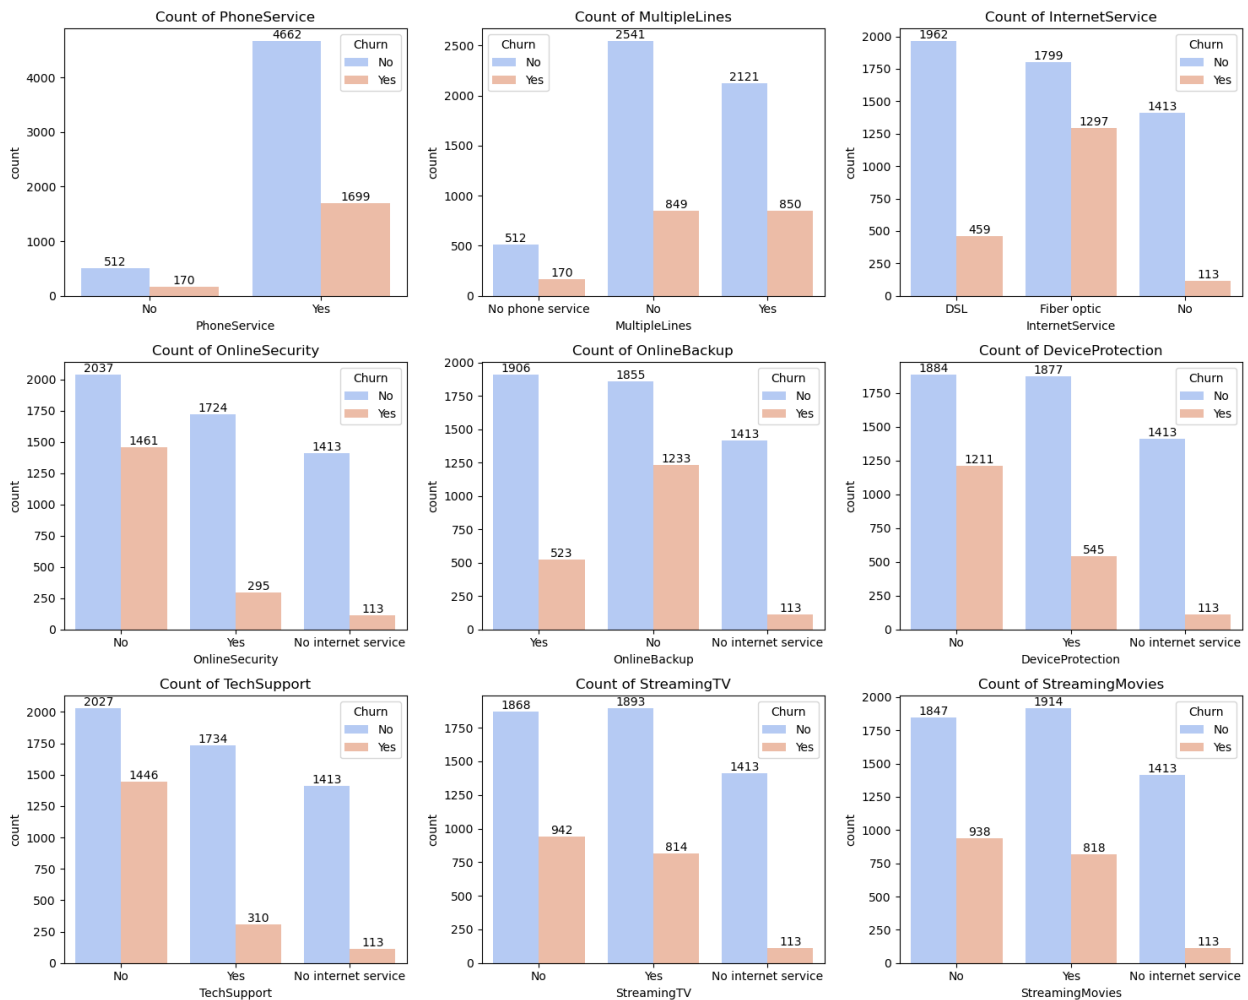 Count of PhoneService
4662
Churn
No
Yes
4000
3000
2000
1000
0
count
1699
512
170
No
Yes
PhoneService
Count of MultipleLines
2541
Churn
No
Yes
2500
2000
1500
1000
500
0
count
2121
849
850
512
170
No phone service
No
Yes
MultipleLines
Count of InternetService
1962
1799
Churn
No
Yes
2000
1750
1500
1250
1000
750
500
250
0
count
1413
1297
459
113
DSL
Fiber optic
No
InternetService
Count of OnlineSecurity
2037
Churn
No
Yes
2000
1750
1500
1250
1000
750
500
250
0
count
1724
1461
1413
295
113
No
Yes
No internet service
OnlineSecurity
Count of OnlineBackup
1906
1855
Churn
No
Yes
2000
1750
1500
1250
1000
750
500
250
0
count
1413
1233
523
113
Yes
No
No internet service
OnlineBackup
Count of DeviceProtection
1884
1877
Churn
No
Yes
1750
1500
1250
1000
750
500
250
0
count
1413
1211
545
113
No
Yes
No internet service
DeviceProtection
Count of TechSupport
2027
Churn
No
Yes
2000
1750
1500
1250
1000
750
500
250
0
count
1734
1446
1413
310
113
No
Yes
No internet service
TechSupport
Count of StreamingTV
1868
1893
Churn
No
Yes
1750
1500
1250
1000
750
500
250
0
count
1413
942
814
113
No
Yes
No internet service
StreamingTV
Count of StreamingMovies
1847
1914
Churn
No
Yes
2000
1750
1500
1250
1000
750
500
250
0
count
1413
938
818
113
No
Yes
No internet service
StreamingMovies